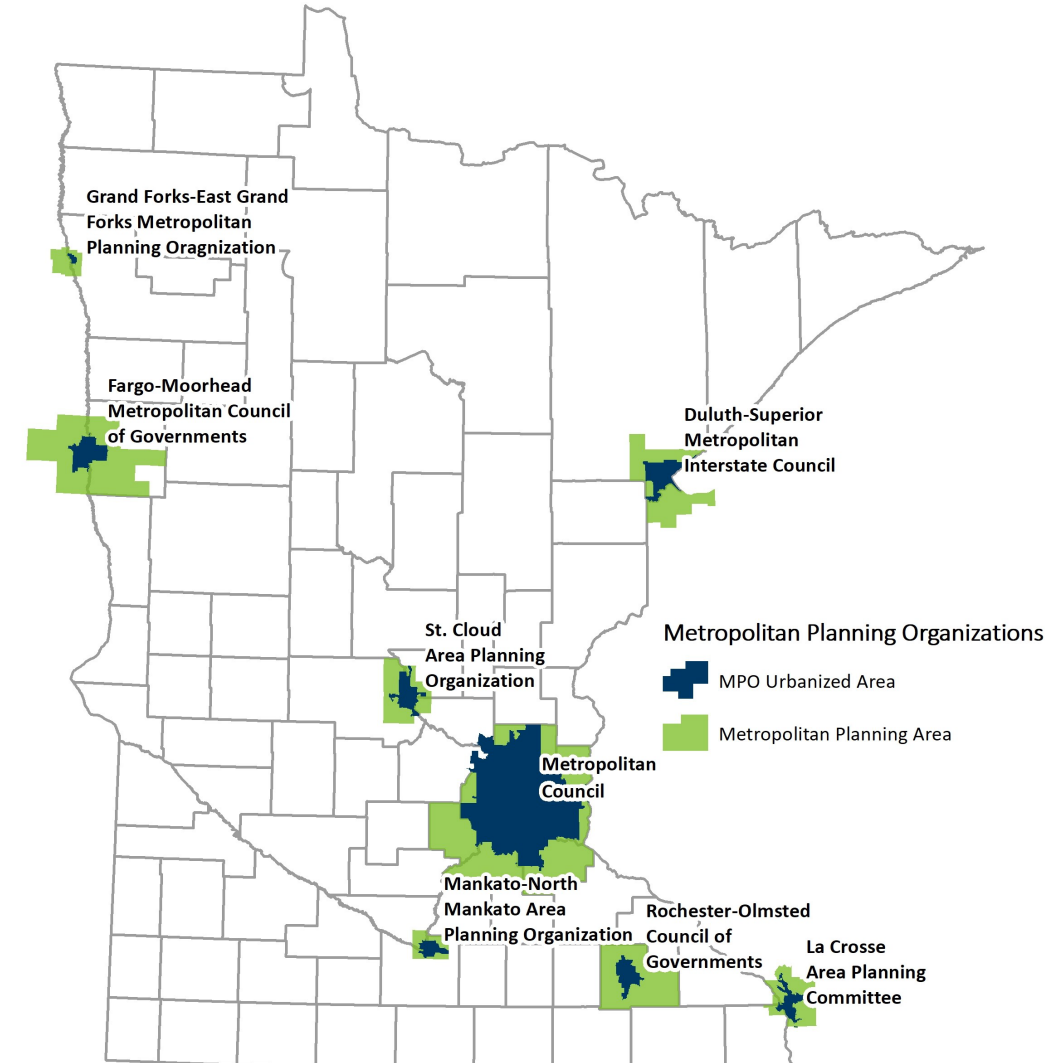 Grand Forks-East Grand
Forks Metropolitan
Planning Oragnization
Fargo-Moorhead
Metropolitan Council
of Governments
Duluth-Superior
Metropolitan
Interstate Council
St. Cloud
Area Planning
Organization
Metropolitan Planning Organizations
MPO Urbanized Area
Metropolitan Planning Area
Metropolitan
Council
Mankato-North
Mankato Area
Planning Organization
Rochester-Olmsted
Council of
Governments
La Crosse
Area Planning
Committee